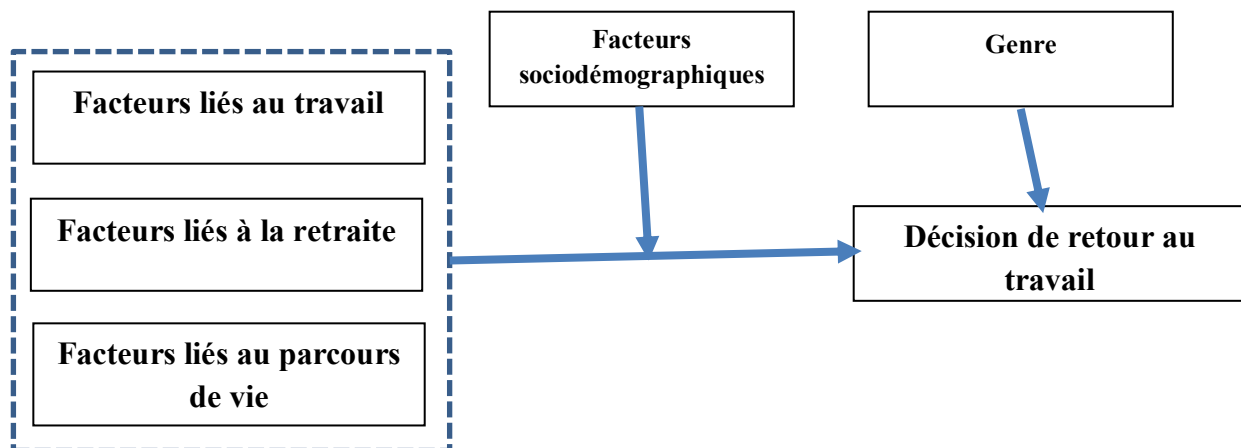 Facteurs liés au travail
Facteurs liés à la retraite
Facteurs liés au parcours
de vie
Facteurs
sociodémographiques
Genre
Décision de retour au
travail